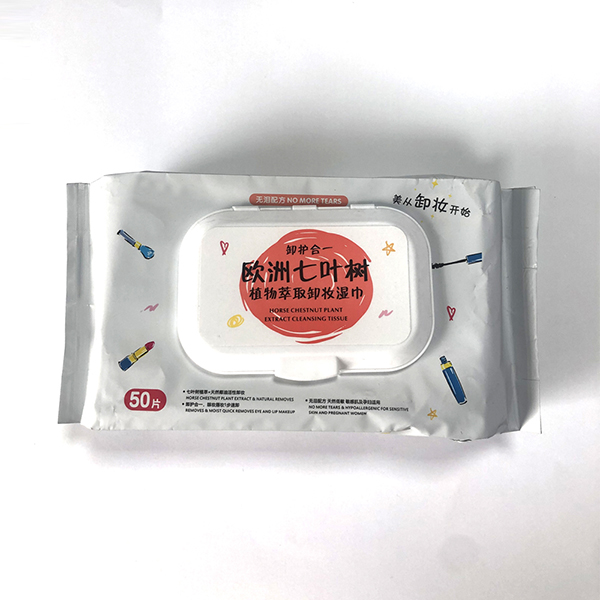 无泪配方 NO MORE TEARS
美从卸妆开始
卸护合一
欧洲七叶树
植物萃取卸妆湿巾
HORSE CHESTNUT PLANT
EXTRACT CLEANSING TISSUE
50片
HORSE CHESTNUT PLANT EXTRACT & NATURAL REMOVES
REMOVES & MOIST QUICK REMOVES EYE AND LIP MAKEUP
NO MORE TEARS & HYPOALLERGENIC FOR SENSITIVE
SKIN AND PREGNANT WOMAN